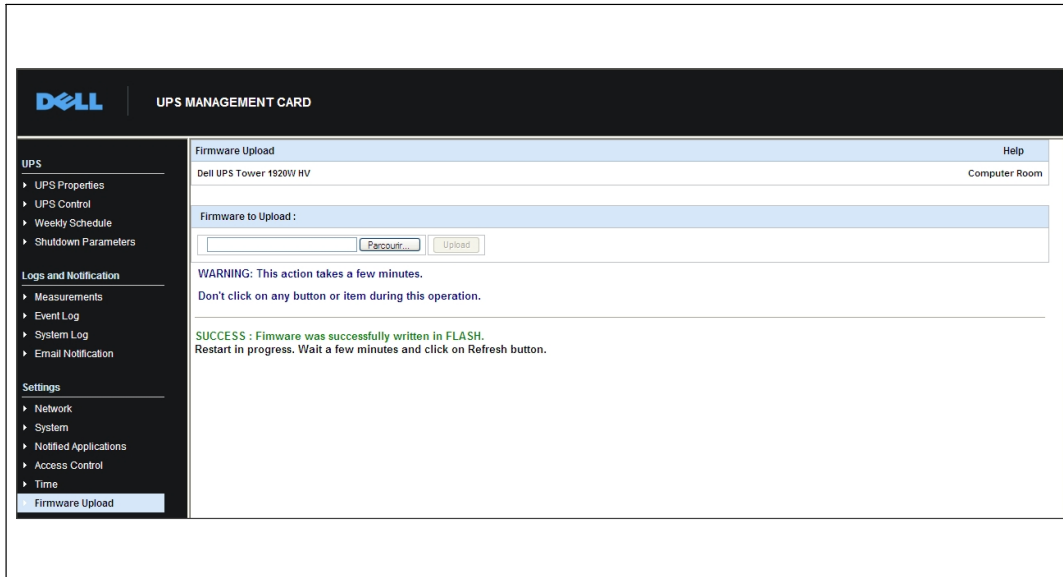 DELL
UPS MANAGEMENT CARD
UPS
UPS Properties
UPS Control
Weekly Schedule
Shutdown Parameters
Logs and Notification
Measurements
Event Log
System Log
Email Notification
Settings
Network
System
Notified Applications
Access Control
Time
Firmware Upload
Firmware Upload Help
Dell UPS Tower 1920W HV Computer Room
Firmware to Upload :
Parcourir... Upload
WARNING: This action takes a few minutes.
Don't click on any button or item during this operation.
SUCCESS : Fimware was successfully written in FLASH.
Restart in progress. Wait a few minutes and click on Refresh button.